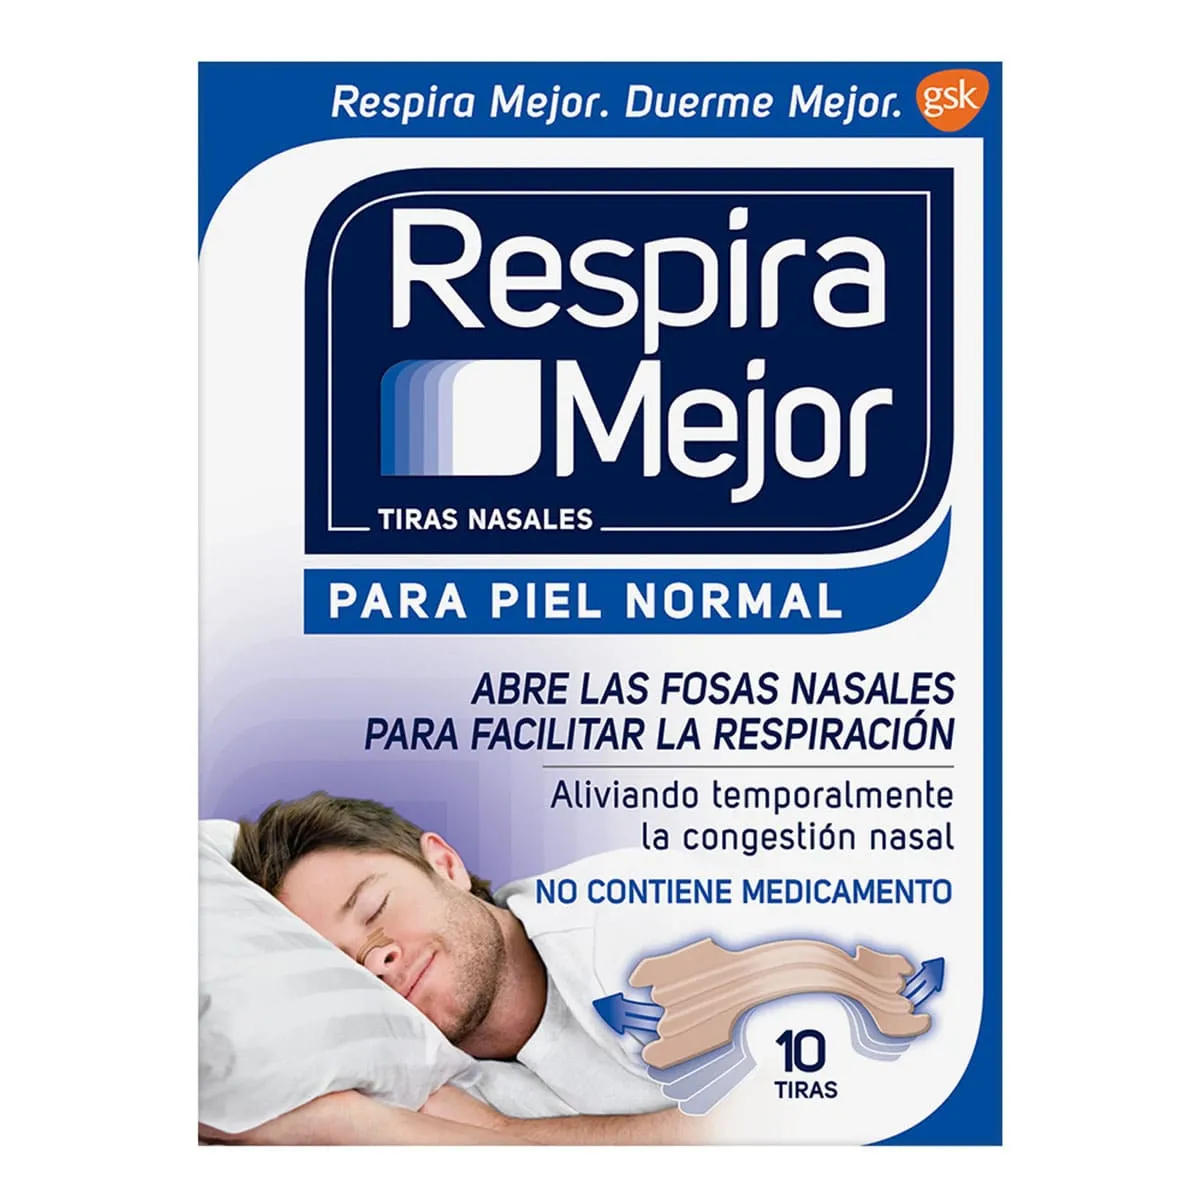 Respira Mejor. Duerme Mejor.
gsk
Respira
Mejor
TIRAS NASALES
PARA PIEL NORMAL
ABRE LAS FOSAS NASALES
PARA FACILITAR LA RESPIRACIÓN
Aliviando temporalmente
la congestión nasal
NO CONTIENE MEDICAMENTO
10
TIRAS